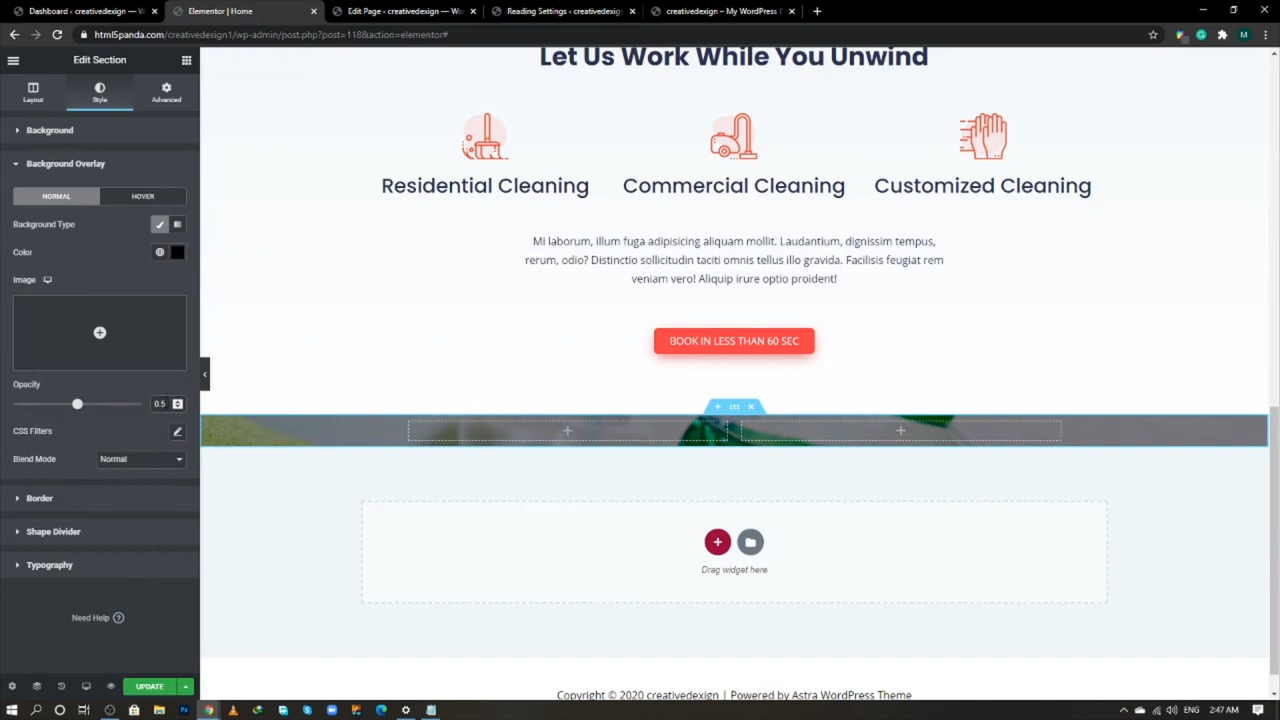 Dashboard ‹ creativedexign — W
Elementor | Home
Edit Page ‹ creativedexign — Wo
Reading Settings ‹ creativedexig
creativedexign – My WordPress
html5panda.com/creativedexign1/wp-admin/post.php?post=118&action=elementor#
M
Edit Section
Layout
Style
Advanced
Background
Background Overlay
NORMAL
HOVER
Background Type
Color
Image
Opacity
0.5
CSS Filters
Blend Mode
Normal
Border
Shape Divider
Typography
Need Help
UPDATE
Let Us Work While You Unwind
Residential Cleaning
Commercial Cleaning
Customized Cleaning
Mi laborum, illum fuga adipisicing aliquam mollit. Laudantium, dignissim tempus,
rerum, odio? Distinctio sollicitudin taciti omnis tellus illo gravida. Facilisis feugiat rem
veniam vero! Aliquip irure optio proident!
BOOK IN LESS THAN 60 SEC
Drag widget here
Copyright © 2020 creativedexign | Powered by Astra WordPress Theme
ENG
2:47 AM